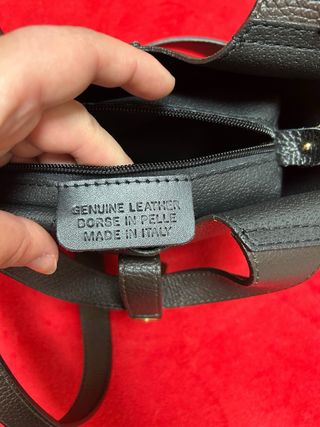 GENUINE LEATHER
BORSE IN PELLE
MADE IN ITALY